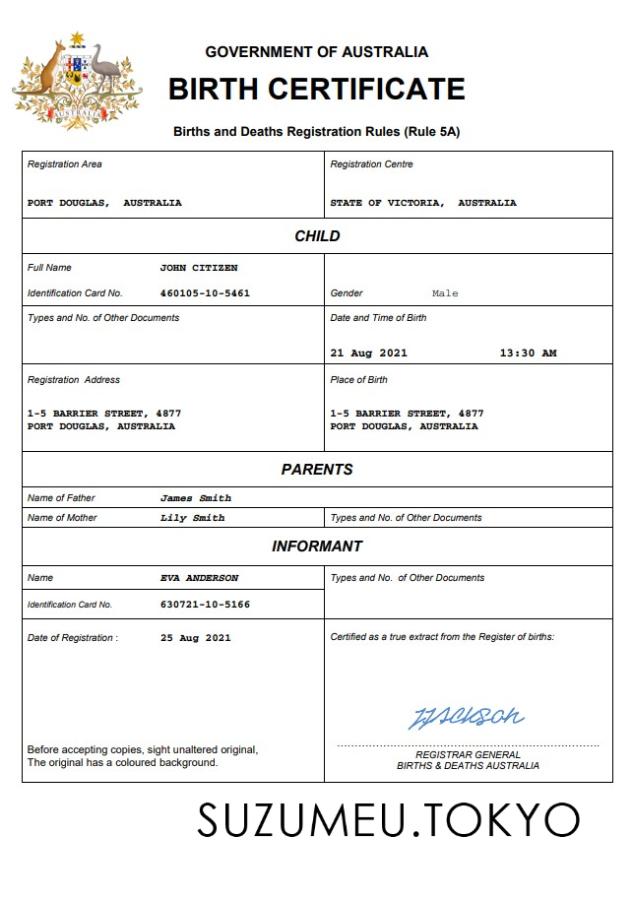 GOVERNMENT OF AUSTRALIA
BIRTH CERTIFICATE
AUSTRALIA
Births and Deaths Registration Rules (Rule 5A)
Registration Area
Registration Centre
PORT DOUGLAS, AUSTRALIA
STATE OF VICTORIA, AUSTRALIA
CHILD
Full Name JOHN CITIZEN
Identification Card No. 460105-10-5461
Gender Male
Types and No. of Other Documents
Date and Time of Birth
21 Aug 2021 13:30 AM
Registration Address
Place of Birth
1-5 BARRIER STREET, 4877
PORT DOUGLAS, AUSTRALIA
1-5 BARRIER STREET, 4877
PORT DOUGLAS, AUSTRALIA
PARENTS
Name of Father James Smith
Name of Mother Lily Smith
Types and No. of Other Documents
INFORMANT
Name EVA ANDERSON
Types and No. of Other Documents
Identification Card No. 630721-10-5166
Date of Registration : 25 Aug 2021
Certified as a true extract from the Register of births:
Before accepting copies, sight unaltered original,
The original has a coloured background.
REGISTRAR GENERAL
BIRTHS & DEATHS AUSTRALIA
SUZUMEU.TOKYO